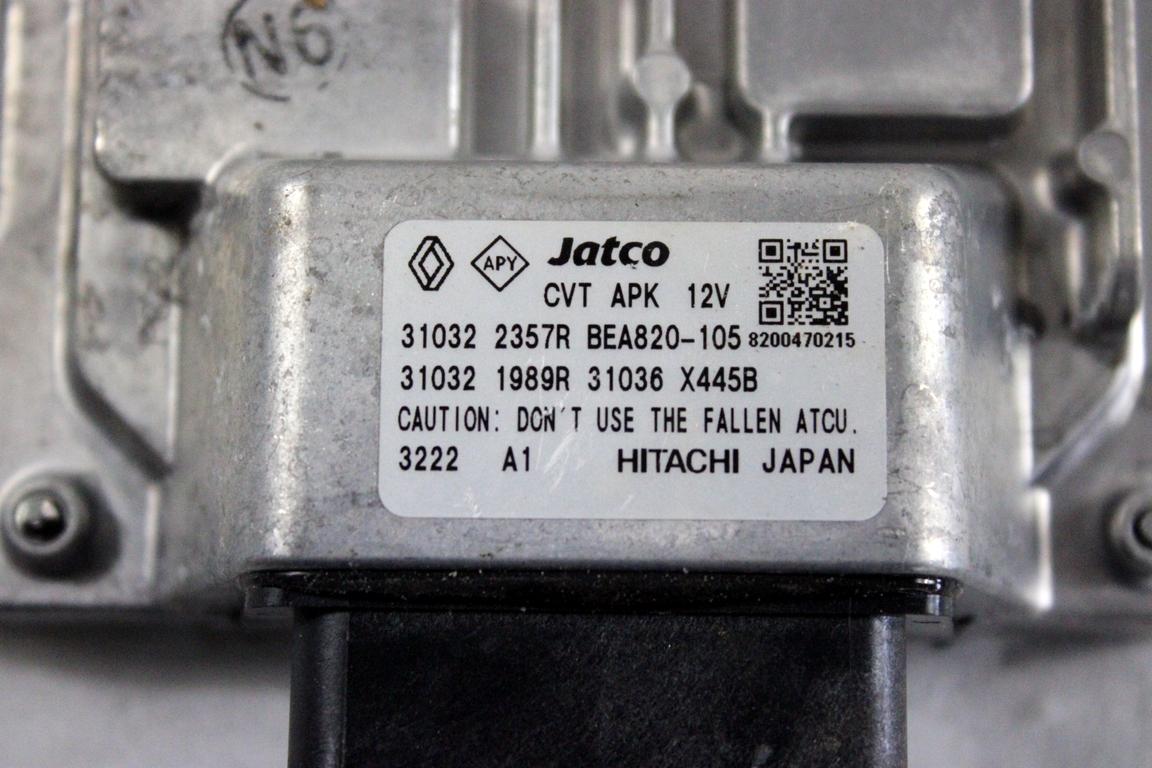 N6
APY Jatco
CVT APK 12V
31032 2357R BEA820-105 8200470215
31032 1989R 31036 X445B
CAUTION: DON'T USE THE FALLEN ATCU.
3222 A1 HITACHI JAPAN